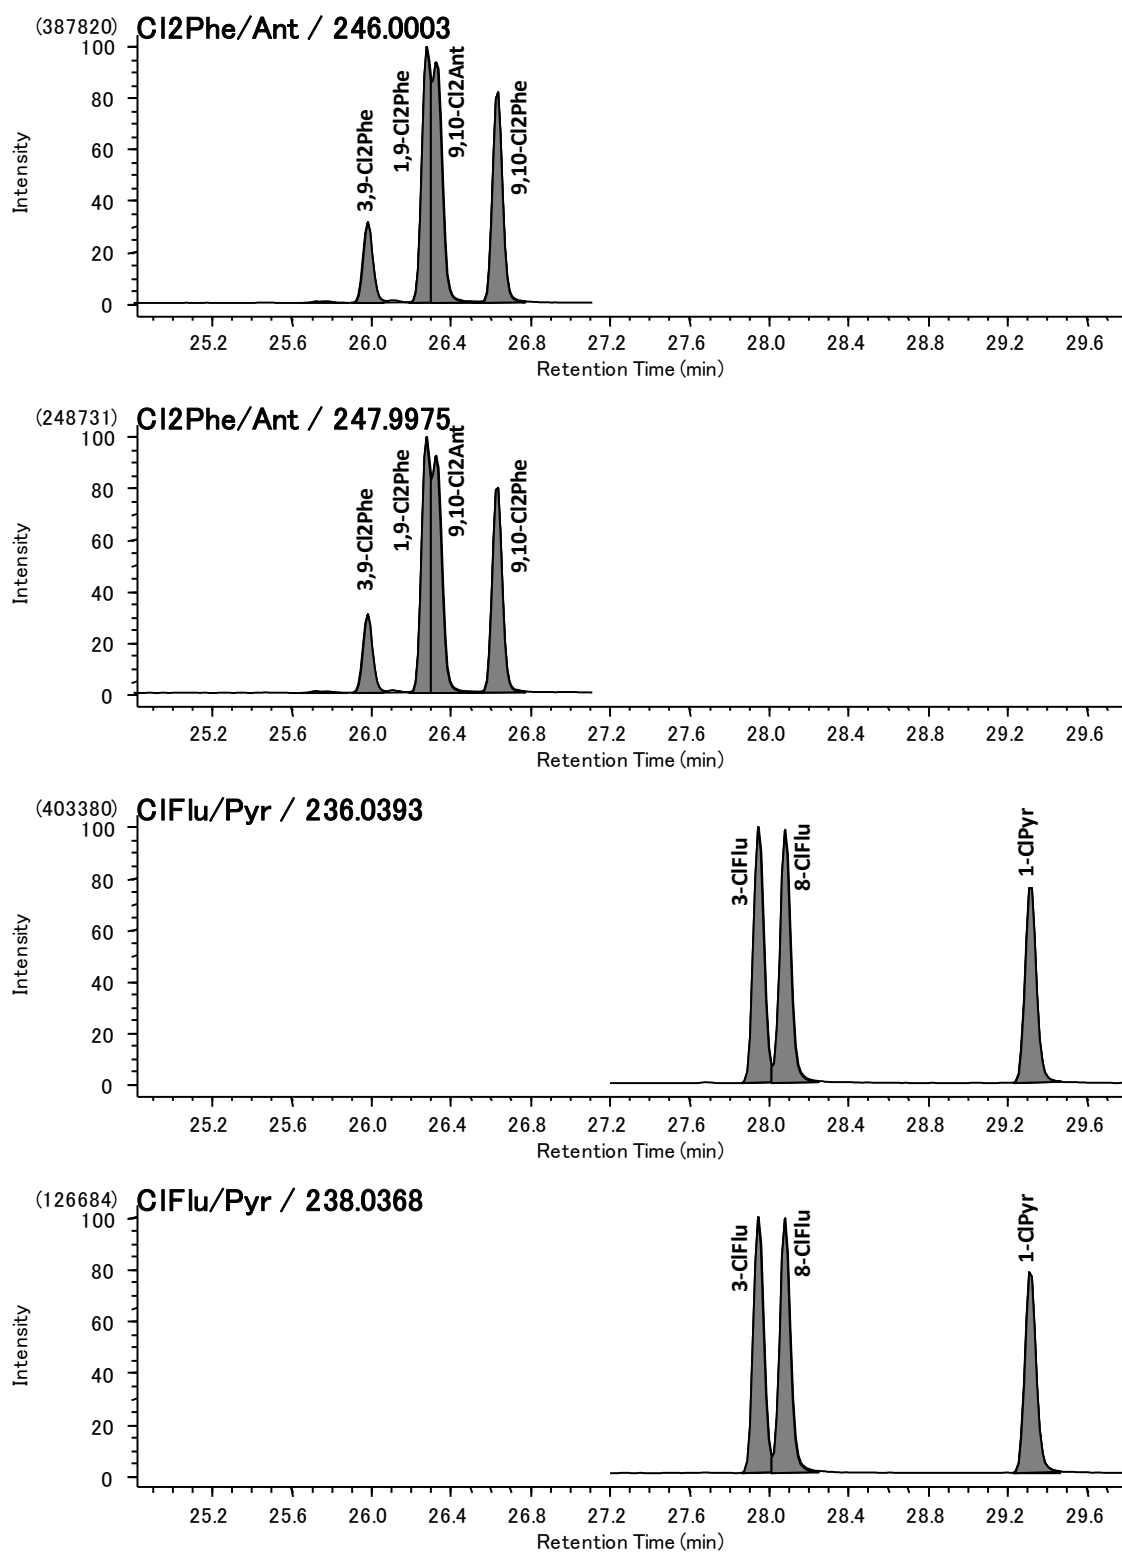 (387820) Cl2Phe/Ant / 246.0003
100
80
60
40
20
0
Intensity
3,9-Cl2Phe
1,9-Cl2Phe
9,10-Cl2Ant
9,10-Cl2Phe
25.2 25.6 26.0 26.4 26.8 27.2 27.6 28.0 28.4 28.8 29.2 29.6
Retention Time (min)
(248731) Cl2Phe/Ant / 247.9975
100
80
60
40
20
0
Intensity
3,9-Cl2Phe
1,9-Cl2Phe
9,10-Cl2Ant
9,10-Cl2Phe
25.2 25.6 26.0 26.4 26.8 27.2 27.6 28.0 28.4 28.8 29.2 29.6
Retention Time (min)
(403380) ClFlu/Pyr / 236.0393
100
80
60
40
20
0
Intensity
3-ClFlu
8-ClFlu
1-ClPyr
25.2 25.6 26.0 26.4 26.8 27.2 27.6 28.0 28.4 28.8 29.2 29.6
Retention Time (min)
(126684) ClFlu/Pyr / 238.0368
100
80
60
40
20
0
Intensity
3-ClFlu
8-ClFlu
1-ClPyr
25.2 25.6 26.0 26.4 26.8 27.2 27.6 28.0 28.4 28.8 29.2 29.6
Retention Time (min)